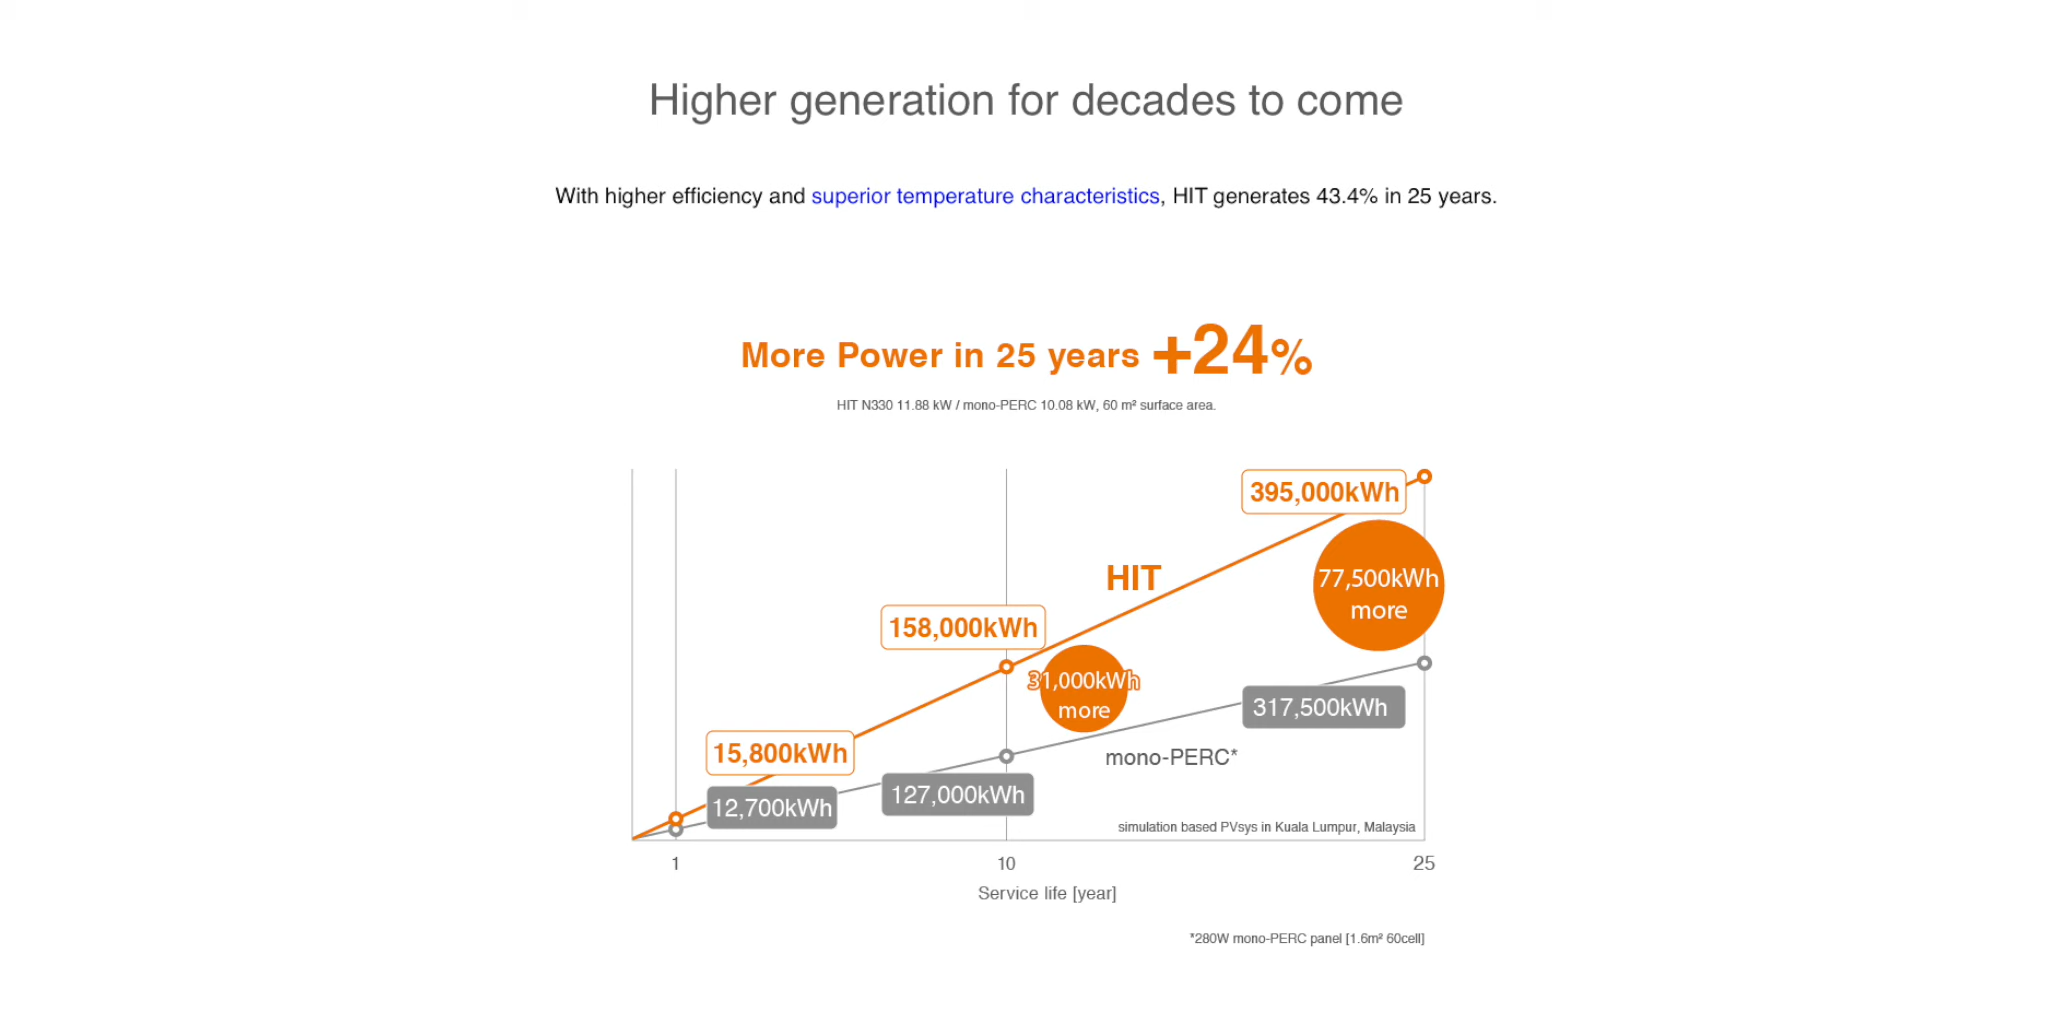 Higher generation for decades to come
With higher efficiency and superior temperature characteristics, HIT generates 43.4% in 25 years.
More Power in 25 years +24%
HIT N330 11.88 kW / mono-PERC 10.08 kW, 60 m² surface area.
395,000kWh
77,500kWh
more
HIT
158,000kWh
31,000kWh
more
317,500kWh
15,800kWh
mono-PERC*
127,000kWh
12,700kWh
simulation based PVsys in Kuala Lumpur, Malaysia
1 10 25
Service life [year]
*280W mono-PERC panel [1.6m² 60cell]